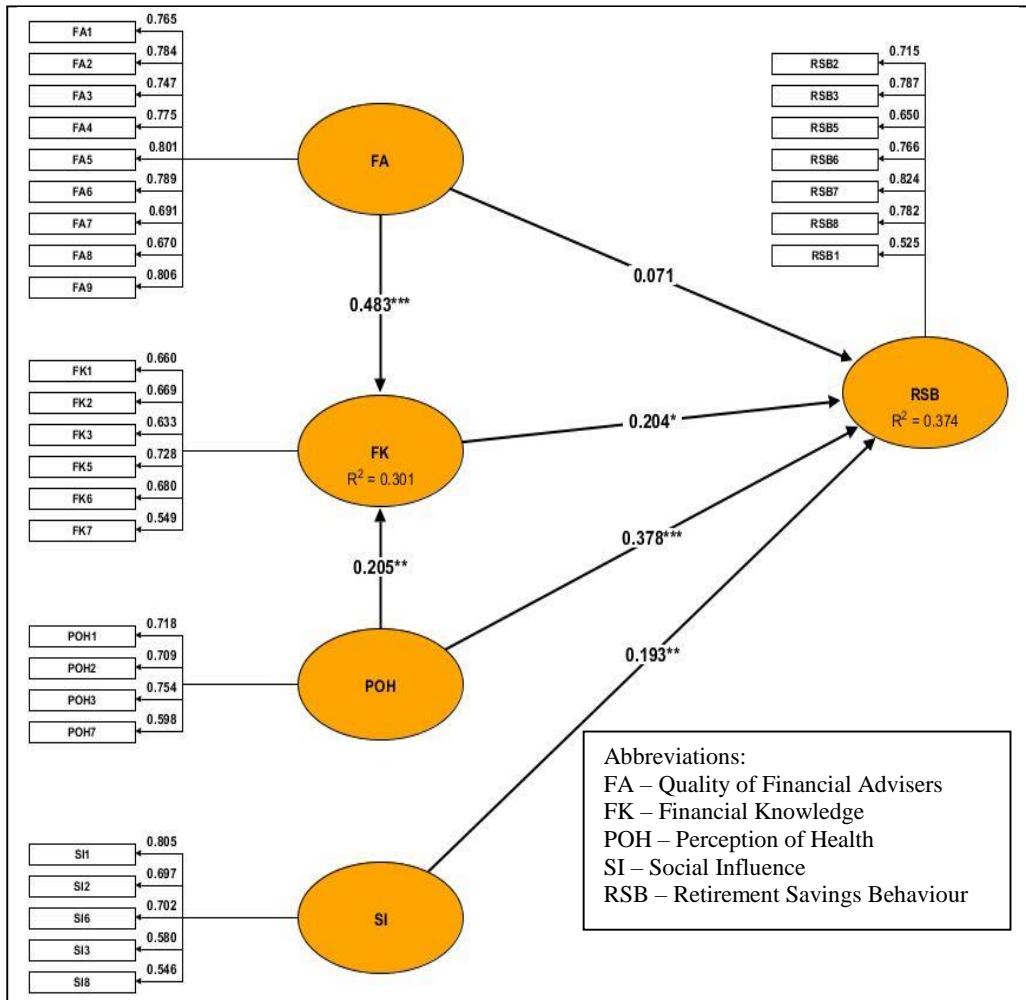 0.765
FA1
0.784
FA2
0.747
FA3
0.775
FA4
0.801
FA5
0.789
FA6
0.691
FA7
0.670
FA8
0.806
FA9
FA
0.715
RSB2
0.787
RSB3
0.650
RSB5
0.766
RSB6
0.824
RSB7
0.782
RSB8
0.525
RSB1
0.071
0.483***
0.660
FK1
0.669
FK2
0.633
FK3
0.728
FK5
0.680
FK6
0.549
FK7
FK
R² = 0.301
0.204*
RSB
R² = 0.374
0.205**
0.378***
0.718
POH1
0.709
POH2
0.754
POH3
0.598
POH7
POH
0.193**
0.805
SI1
0.697
SI2
0.702
SI6
0.580
SI3
0.546
SI8
SI
Abbreviations:
FA – Quality of Financial Advisers
FK – Financial Knowledge
POH – Perception of Health
SI – Social Influence
RSB – Retirement Savings Behaviour